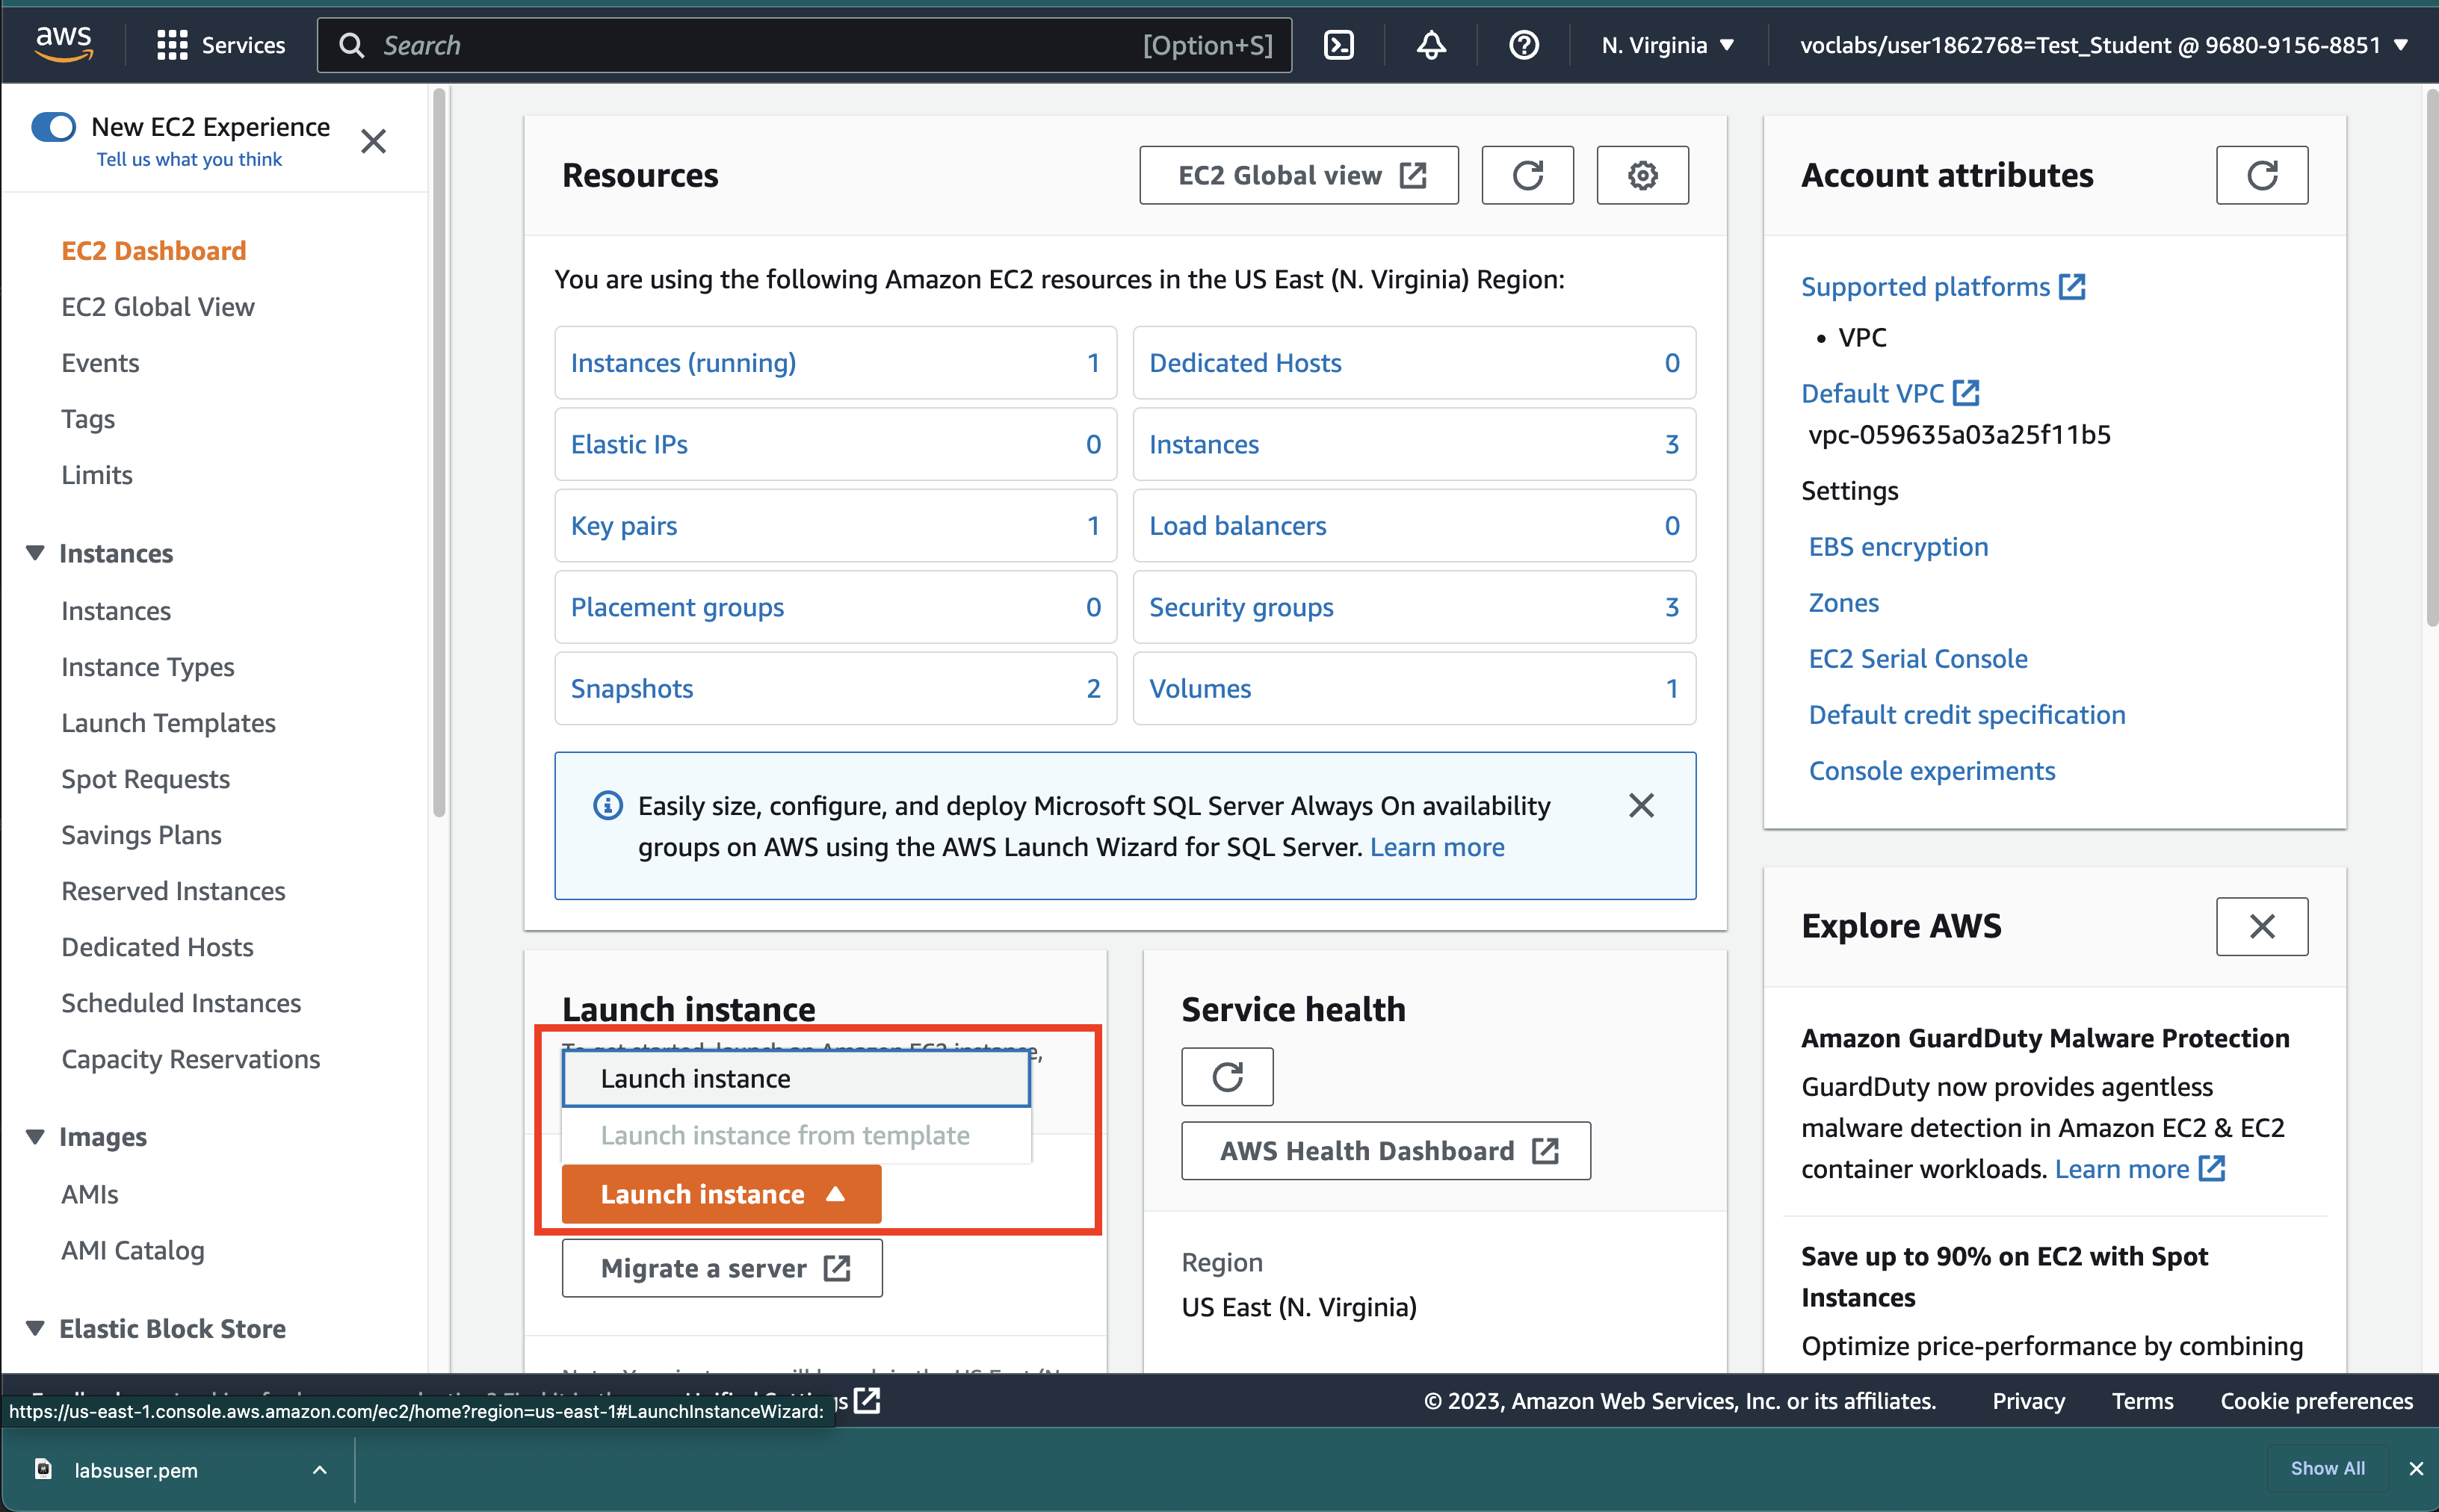 aws
Services
Search
[Option+S]
N. Virginia
voclabs/user1862768=Test_Student @ 9680-9156-8851
New EC2 Experience
Tell us what you think
EC2 Dashboard
EC2 Global View
Events
Tags
Limits
Instances
Instances
Instance Types
Launch Templates
Spot Requests
Savings Plans
Reserved Instances
Dedicated Hosts
Scheduled Instances
Capacity Reservations
Images
AMIs
AMI Catalog
Elastic Block Store
Resources
EC2 Global view
You are using the following Amazon EC2 resources in the US East (N. Virginia) Region:
Instances (running) 1
Dedicated Hosts 0
Elastic IPs 0
Instances 3
Key pairs 1
Load balancers 0
Placement groups 0
Security groups 3
Snapshots 2
Volumes 1
Easily size, configure, and deploy Microsoft SQL Server Always On availability
groups on AWS using the AWS Launch Wizard for SQL Server. Learn more
Launch instance
To get started, launch an Amazon EC2 instance,
Launch instance
Launch instance from template
Launch instance
Migrate a server
Service health
AWS Health Dashboard
Region
US East (N. Virginia)
Account attributes
Supported platforms
• VPC
Default VPC
vpc-059635a03a25f11b5
Settings
EBS encryption
Zones
EC2 Serial Console
Default credit specification
Console experiments
Explore AWS
Amazon GuardDuty Malware Protection
GuardDuty now provides agentless
malware detection in Amazon EC2 & EC2
container workloads. Learn more
Save up to 90% on EC2 with Spot
Instances
Optimize price-performance by combining
https://us-east-1.console.aws.amazon.com/ec2/home?region=us-east-1#LaunchInstanceWizard:
© 2023, Amazon Web Services, Inc. or its affiliates.
Privacy
Terms
Cookie preferences
labsuser.pem
Show All